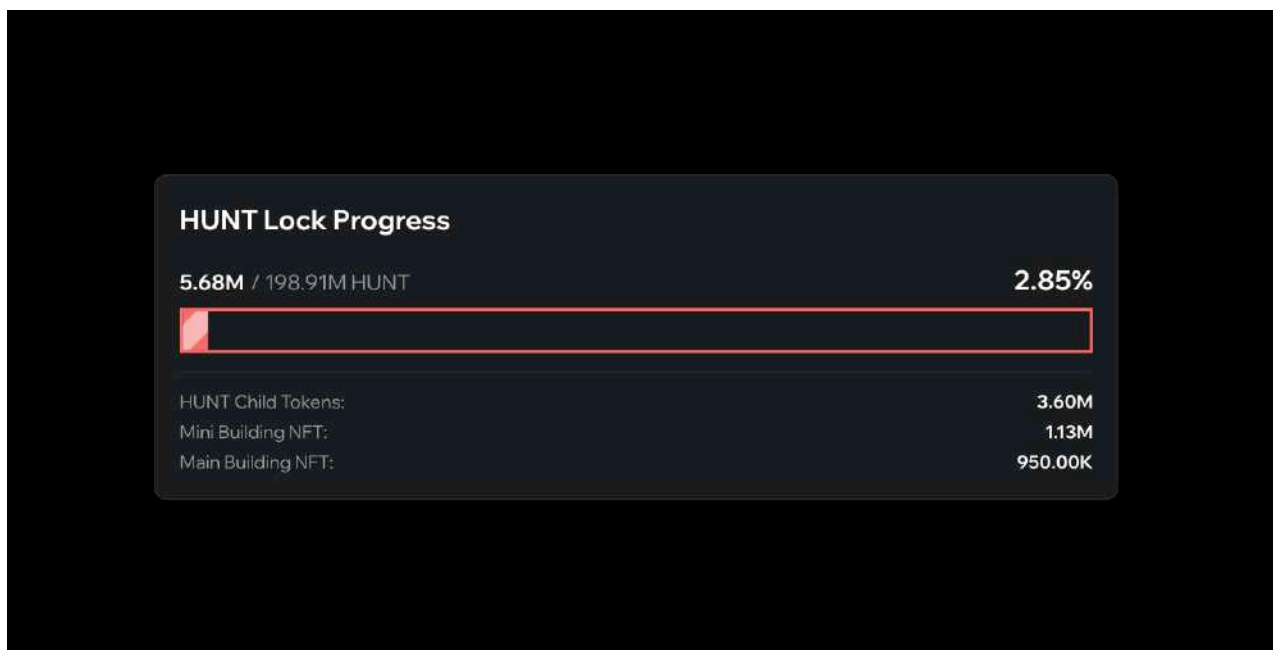 HUNT Lock Progress
5.68M / 198.91M HUNT 2.85%
HUNT Child Tokens: 3.60M
Mini Building NFT: 1.13M
Main Building NFT: 950.00K